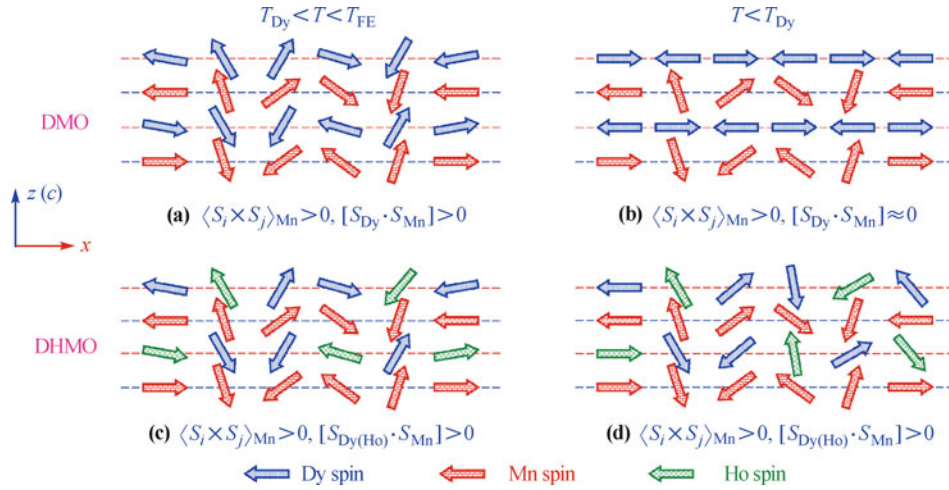 T_Dy < T < T_FE
T < T_Dy
DMO
z (c)
x
(a) ⟨S_i × S_j⟩_Mn > 0, [S_Dy · S_Mn] > 0
(b) ⟨S_i × S_j⟩_Mn > 0, [S_Dy · S_Mn] ≈ 0
DHMO
(c) ⟨S_i × S_j⟩_Mn > 0, [S_Dy(Ho) · S_Mn] > 0
(d) ⟨S_i × S_j⟩_Mn > 0, [S_Dy(Ho) · S_Mn] > 0
Dy spin
Mn spin
Ho spin